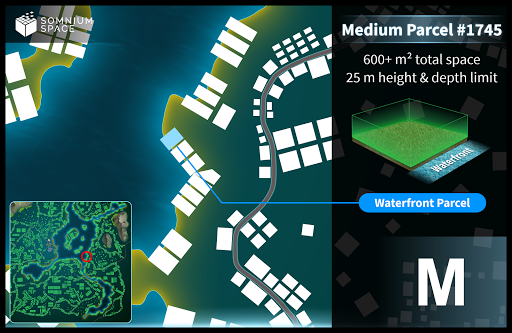 SOMNIUM
SPACE
Medium Parcel #1745
600+ m² total space
25 m height & depth limit
Waterfront
Waterfront Parcel
M